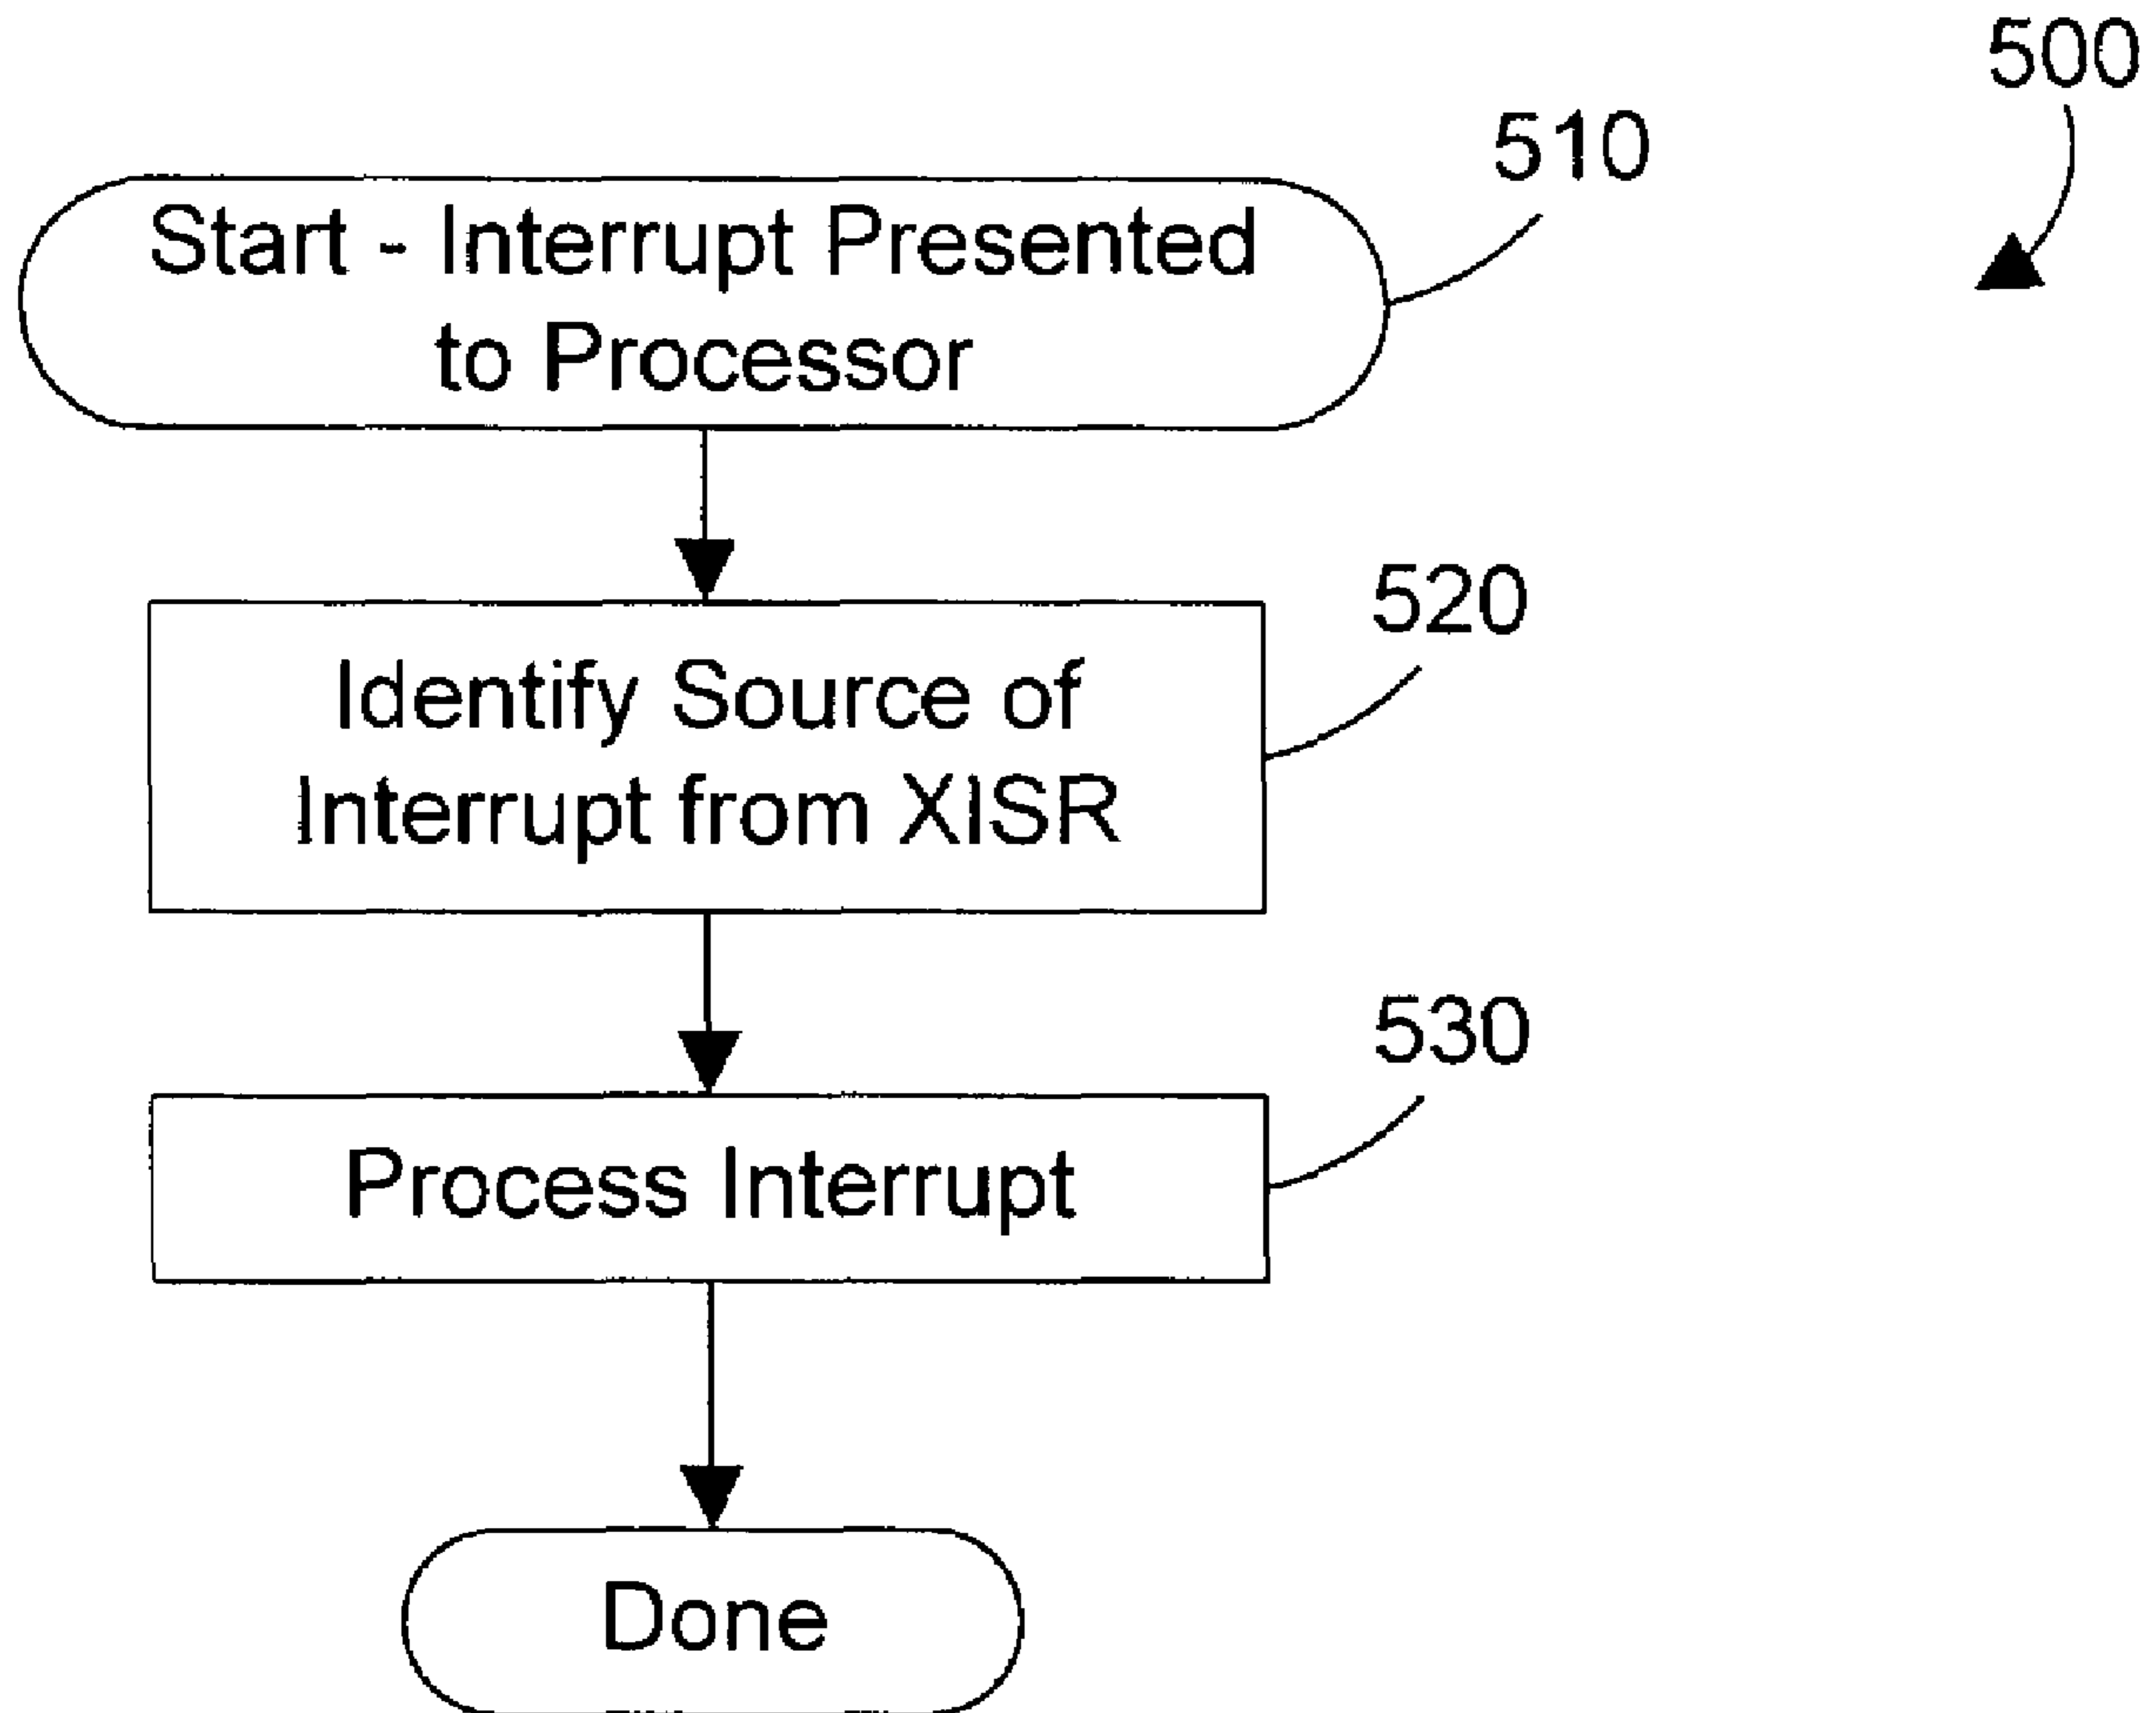 500
510
Start - Interrupt Presented
to Processor
520
Identify Source of
Interrupt from XISR
530
Process Interrupt
Done